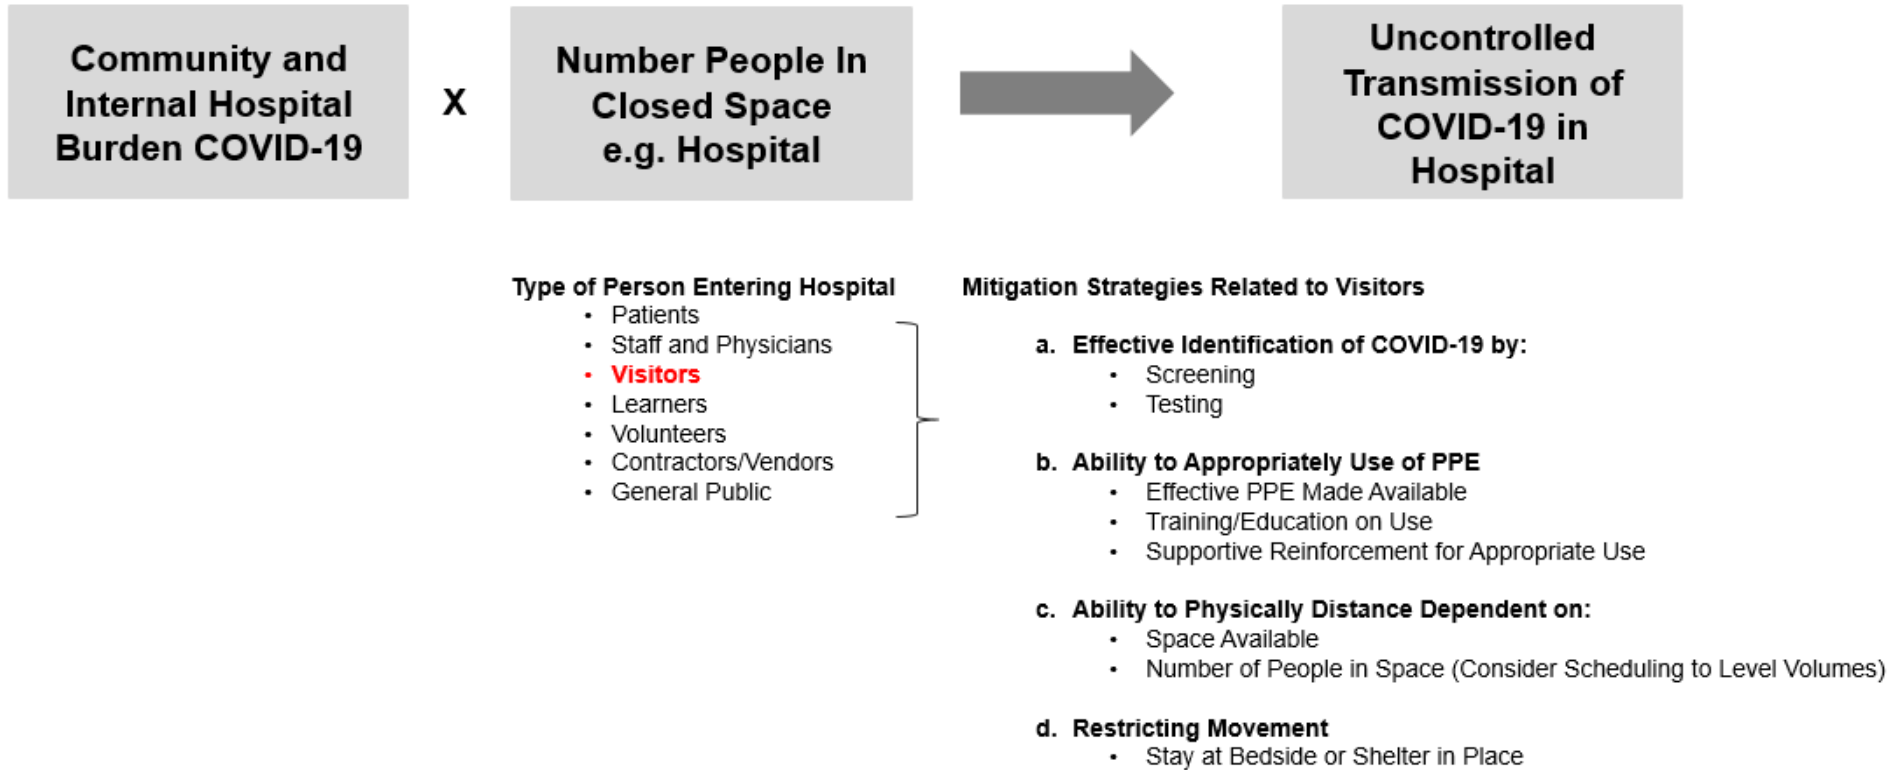 Community and
Internal Hospital
Burden COVID-19
X
Number People In
Closed Space
e.g. Hospital
Uncontrolled
Transmission of
COVID-19 in
Hospital
Type of Person Entering Hospital
• Patients
• Staff and Physicians
• Visitors
• Learners
• Volunteers
• Contractors/Vendors
• General Public
Mitigation Strategies Related to Visitors
a. Effective Identification of COVID-19 by:
• Screening
• Testing
b. Ability to Appropriately Use of PPE
• Effective PPE Made Available
• Training/Education on Use
• Supportive Reinforcement for Appropriate Use
c. Ability to Physically Distance Dependent on:
• Space Available
• Number of People in Space (Consider Scheduling to Level Volumes)
d. Restricting Movement
• Stay at Bedside or Shelter in Place